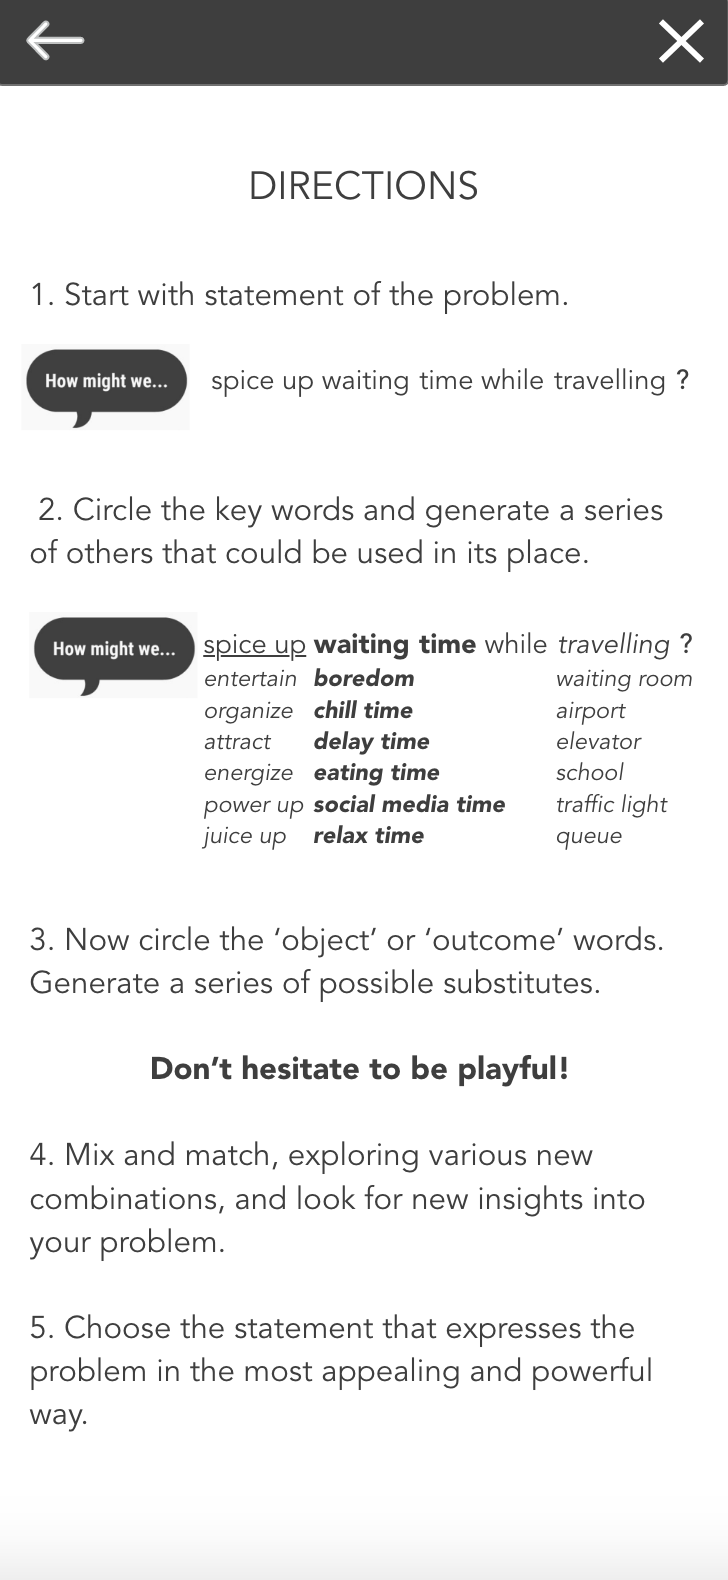 DIRECTIONS
1. Start with statement of the problem.
How might we... spice up waiting time while travelling ?
2. Circle the key words and generate a series
of others that could be used in its place.
How might we... spice up waiting time while travelling ?
entertain boredom waiting room
organize chill time airport
attract delay time elevator
energize eating time school
power up social media time traffic light
juice up relax time queue
3. Now circle the ‘object’ or ‘outcome’ words.
Generate a series of possible substitutes.
Don’t hesitate to be playful!
4. Mix and match, exploring various new
combinations, and look for new insights into
your problem.
5. Choose the statement that expresses the
problem in the most appealing and powerful
way.